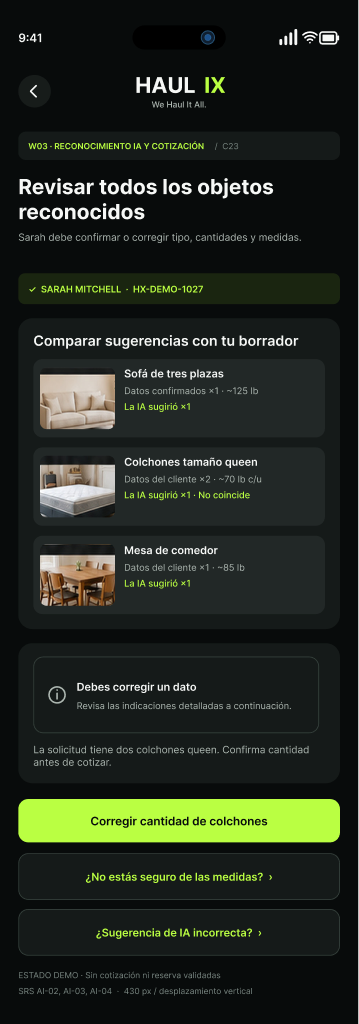 9:41
HAUL IX
We Haul It All.
W03 · RECONOCIMIENTO IA Y COTIZACIÓN / C23
Revisar todos los objetos
reconocidos
Sarah debe confirmar o corregir tipo, cantidades y medidas.
✓ SARAH MITCHELL · HX-DEMO-1027
Comparar sugerencias con tu borrador
Sofá de tres plazas
Datos confirmados ×1 · ~125 lb
La IA sugirió ×1
Colchones tamaño queen
Datos del cliente ×2 · ~70 lb c/u
La IA sugirió ×1 · No coincide
Mesa de comedor
Datos del cliente ×1 · ~85 lb
La IA sugirió ×1
Debes corregir un dato
Revisa las indicaciones detalladas a continuación.
La solicitud tiene dos colchones queen. Confirma cantidad
antes de cotizar.
Corregir cantidad de colchones
¿No estás seguro de las medidas? ›
¿Sugerencia de IA incorrecta? ›
ESTADO DEMO · Sin cotización ni reserva validadas
SRS AI-02, AI-03, AI-04 · 430 px / desplazamiento vertical